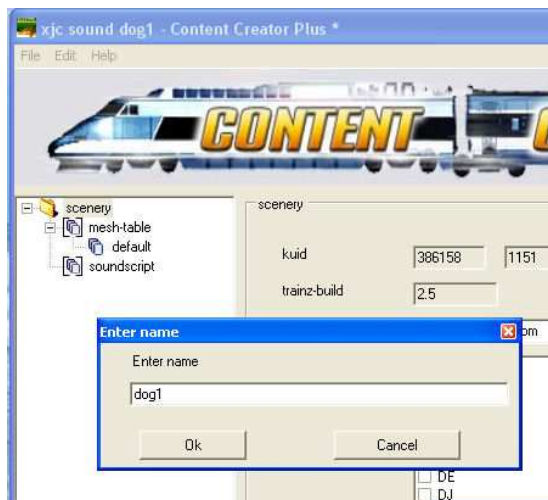 xjc sound dog1 - Content Creator Plus *
File Edit Help
CONTENT
scenery
mesh-table
default
soundscript
scenery
kuid 386158 1151
trainz-build 2.5
Enter name
om
Enter name
dog1
Ok Cancel
DE
DJ